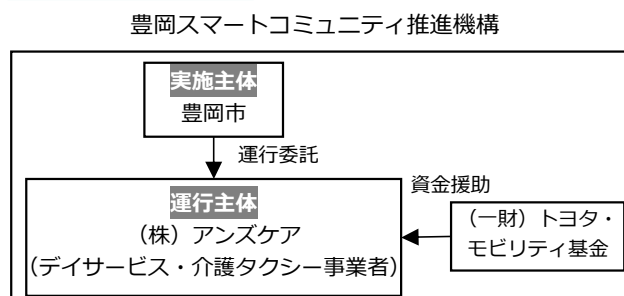 豊岡スマートコミュニティ推進機構
実施主体
豊岡市
運行委託
資金援助
運行主体
（株）アンズケア
（デイサービス・介護タクシー事業者）
（一財）トヨタ・
モビリティ基金